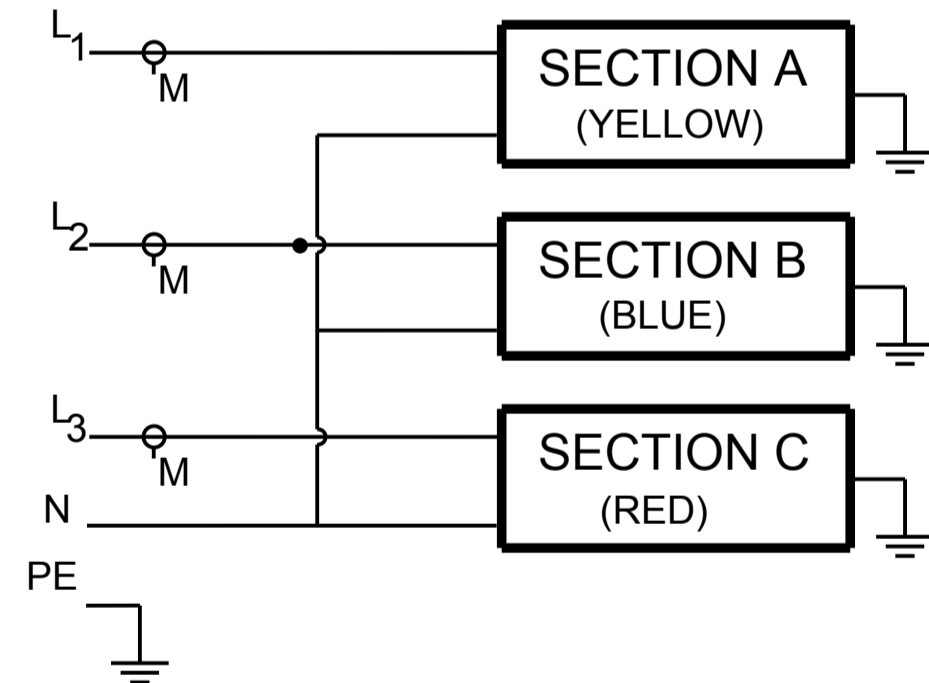 L1
M
SECTION A
(YELLOW)
L2
M
SECTION B
(BLUE)
L3
M
SECTION C
(RED)
N
PE